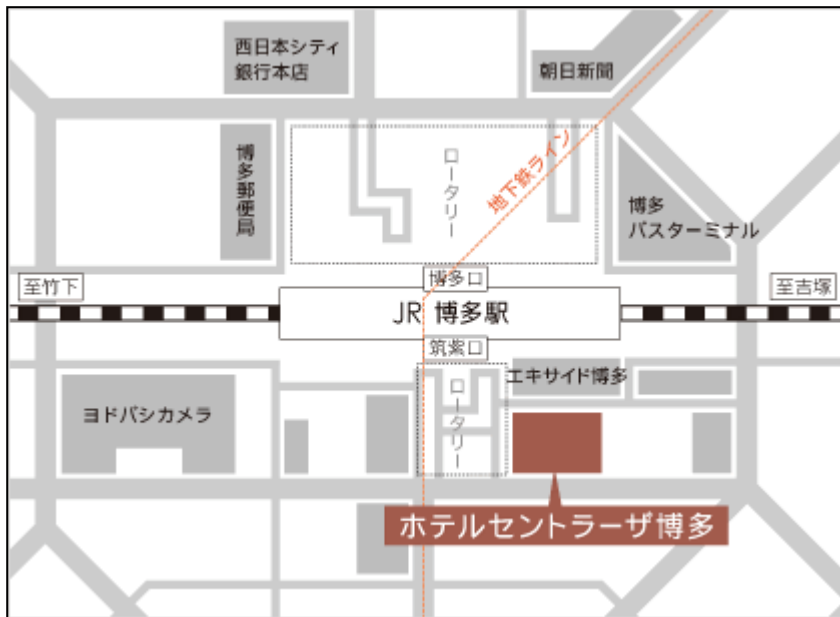 西日本シティ
銀行本店
朝日新聞
博多郵便局
ロータリー
地下鉄ライン
博多
バスターミナル
至竹下
博多口
至吉塚
JR 博多駅
筑紫口
エキサイド博多
ヨドバシカメラ
ロータリー
ホテルセントラーザ博多